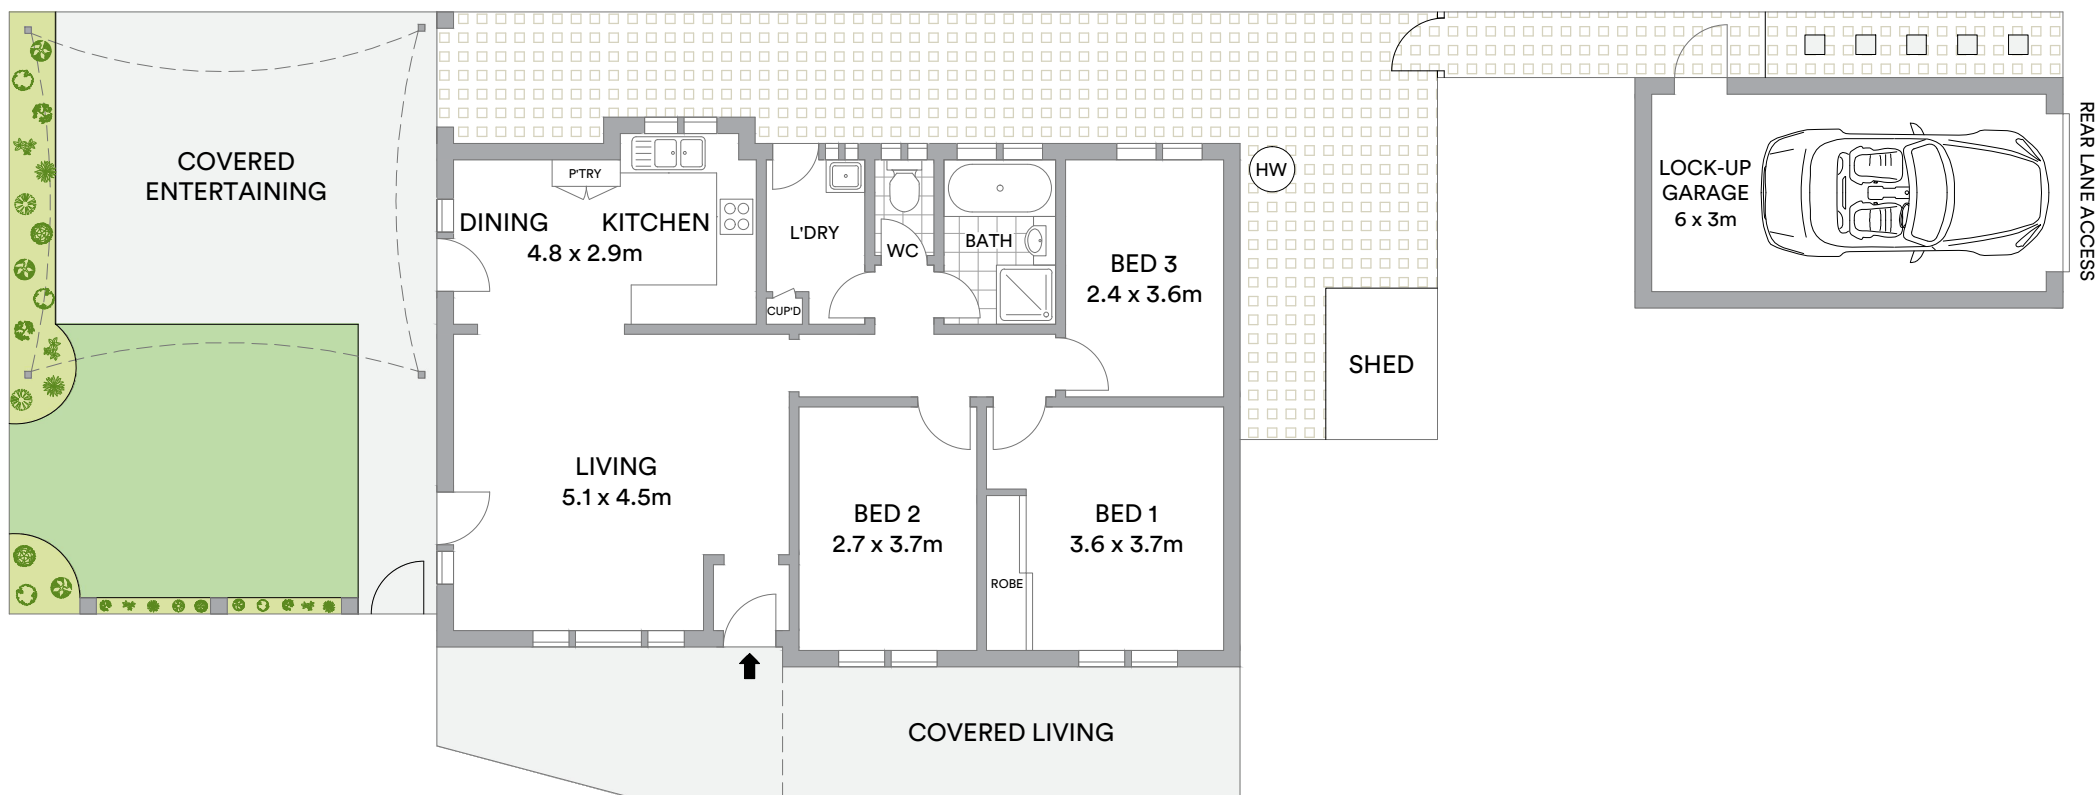 COVERED
ENTERTAINING
P'TRY
DINING
KITCHEN
4.8 x 2.9m
L'DRY
WC
BATH
CUP'D
BED 3
2.4 x 3.6m
HW
SHED
LOCK-UP
GARAGE
6 x 3m
REAR LANE ACCESS
LIVING
5.1 x 4.5m
BED 2
2.7 x 3.7m
BED 1
3.6 x 3.7m
ROBE
COVERED LIVING